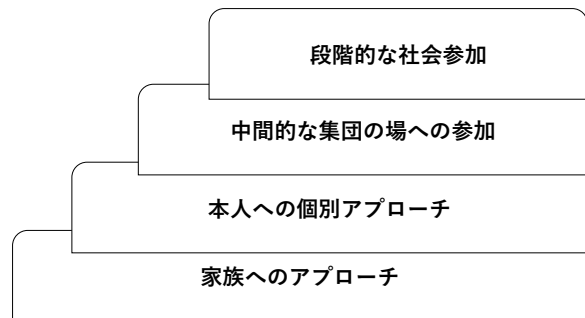 段階的な社会参加
中間的な集団の場への参加
本人への個別アプローチ
家族へのアプローチ